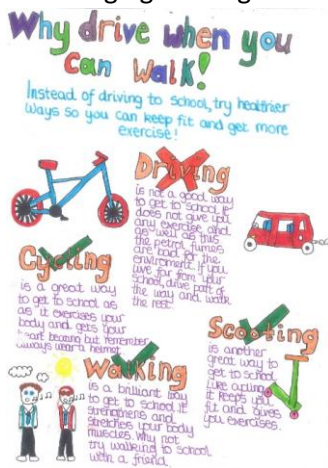 Why drive when you
Can Walk!
Instead of driving to school, try healthier
ways so you can keep fit and get more
exercise!
Driving
is not a good way
to get to school it
does not give you
any exercise and
as well as this
the petrol fumes
are bad for the
environment. If you
live far from your
school, drive part of
the way and walk
the rest.
Cycling
is a great way
to get to school as
as it exercises your
body and gets your
heart beating but remember
always wear a helmet.
Scooting
is another
great way to
get to school
like cycling
it keeps you
fit and gives
you exercises.
Walking
is a brilliant way
to get to school it
strengthens and
stretches your body
muscles. Why not
try walking to school
with a friend.